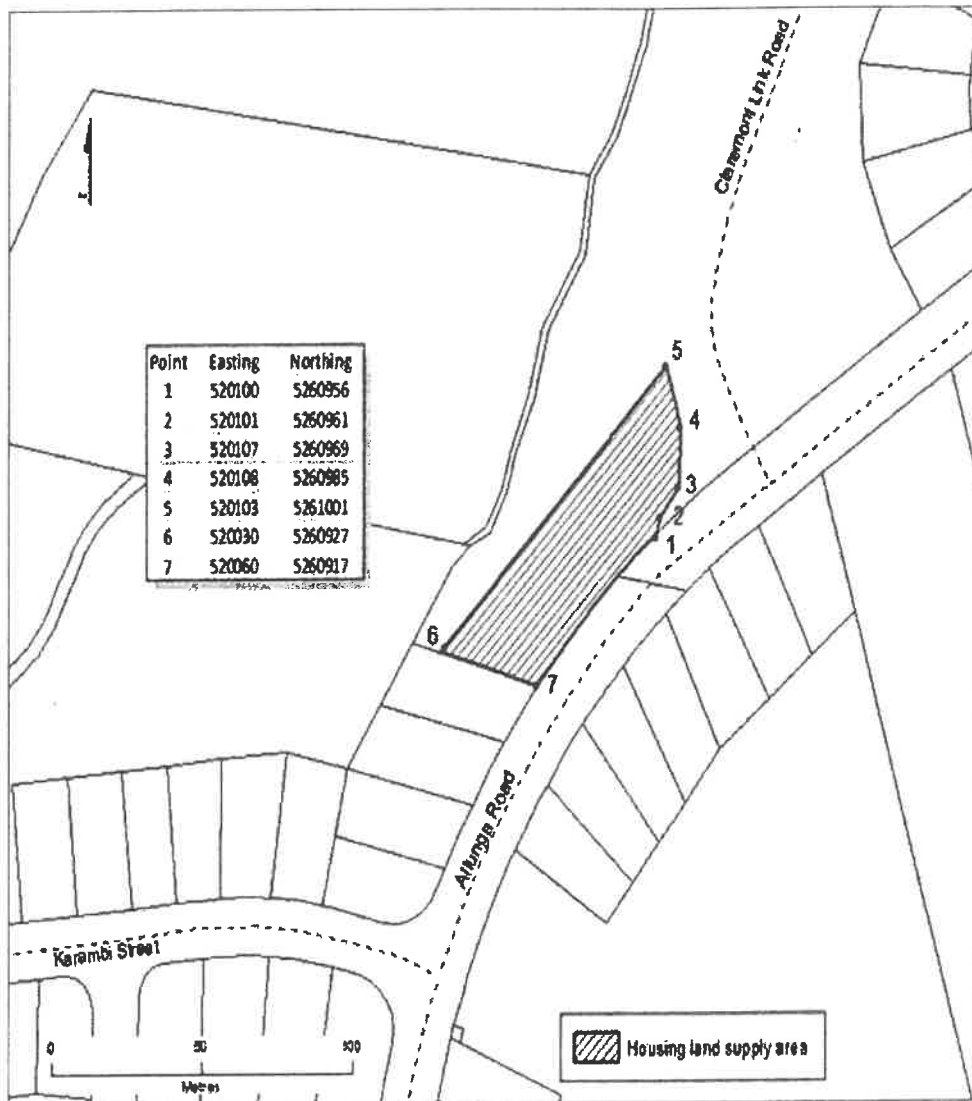 Claremont Link Road
Point Easting Northing
1 520100 5260956
2 520101 5260961
3 520107 5260969
4 520108 5260985
5 520103 5261001
6 520030 5260927
7 520060 5260917
5
4
3
2
1
6
7
Allunga Road
Karambi Street
0 50 100
Metres
Housing land supply area